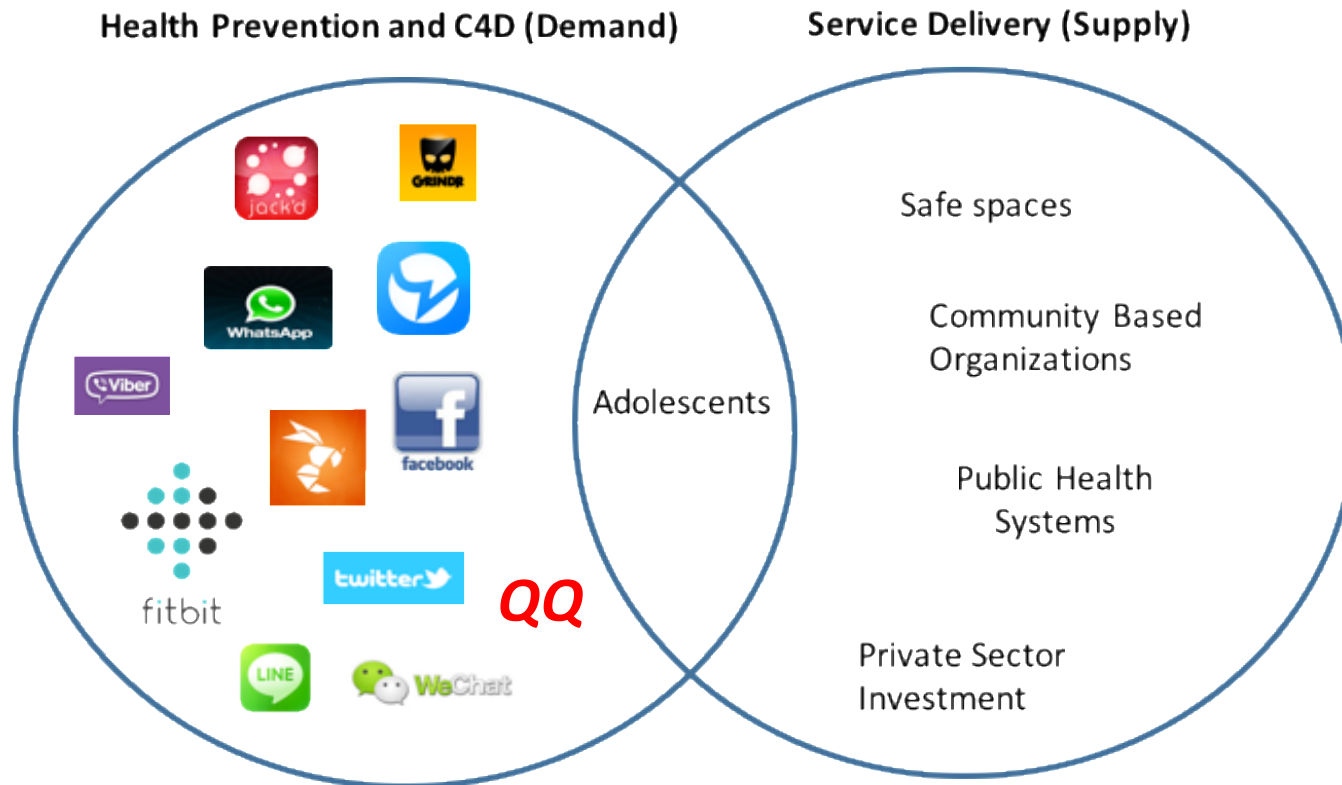 Health Prevention and C4D (Demand)
Service Delivery (Supply)
jack'd
GRINDR
WhatsApp
Viber
facebook
fitbit
twitter
QQ
LINE
WeChat
Adolescents
Safe spaces
Community Based
Organizations
Public Health
Systems
Private Sector
Investment